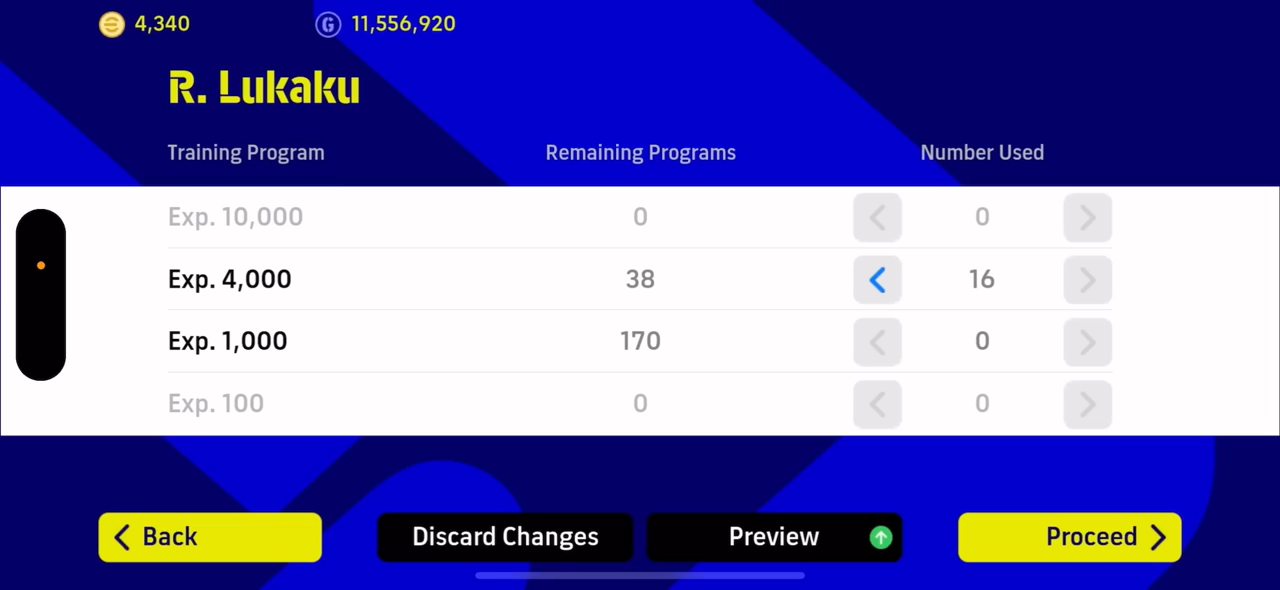 4,340 11,556,920
R. Lukaku
Training Program Remaining Programs Number Used
Exp. 10,000 0 0
Exp. 4,000 38 16
Exp. 1,000 170 0
Exp. 100 0 0
Back Discard Changes Preview Proceed